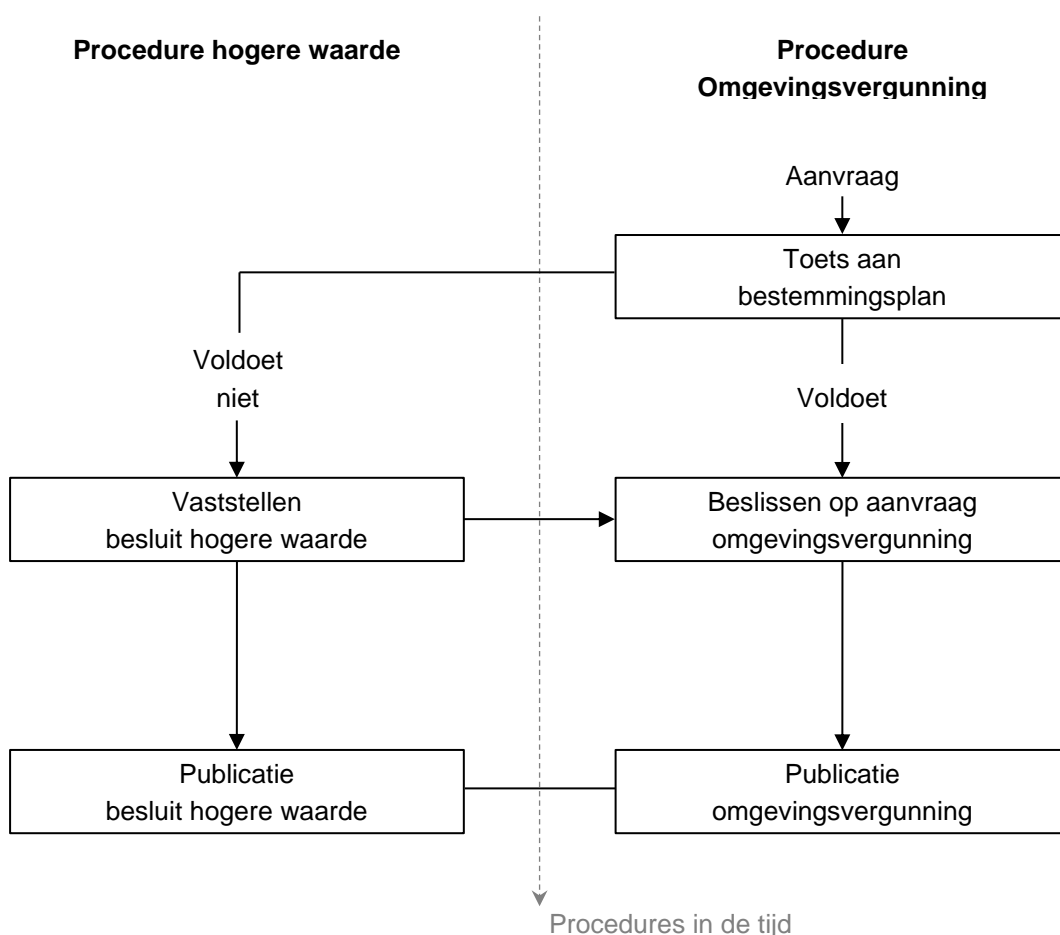 Procedure hogere waarde
Procedure
Omgevingsvergunning
Aanvraag
Toets aan
bestemmingsplan
Voldoet
niet
Voldoet
Vaststellen
besluit hogere waarde
Beslissen op aanvraag
omgevingsvergunning
Publicatie
besluit hogere waarde
Publicatie
omgevingsvergunning
Procedures in de tijd